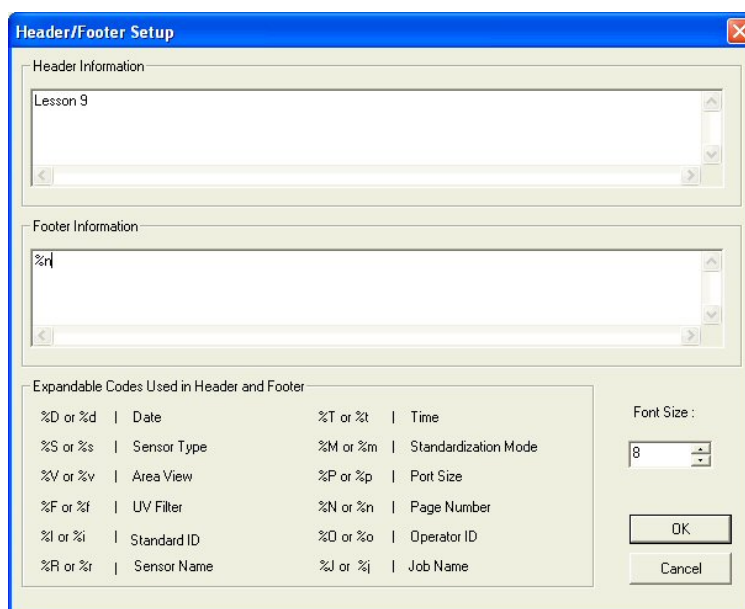 Header/Footer Setup
Header Information
Lesson 9
Footer Information
%n
Expandable Codes Used in Header and Footer
%D or %d | Date %T or %t | Time
%S or %s | Sensor Type %M or %m | Standardization Mode
%V or %v | Area View %P or %p | Port Size
%F or %f | UV Filter %N or %n | Page Number
%I or %i | Standard ID %O or %o | Operator ID
%R or %r | Sensor Name %J or %j | Job Name
Font Size :
8
OK
Cancel